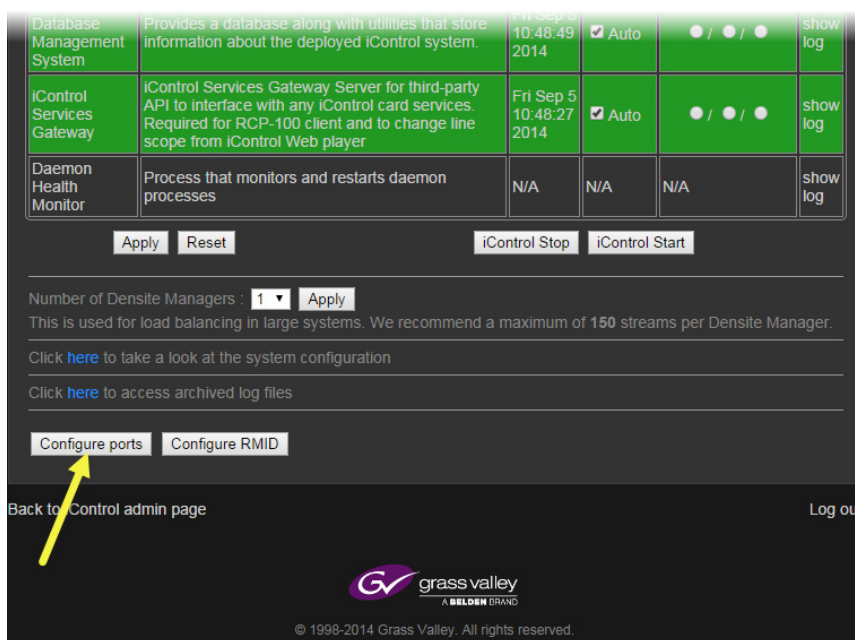 Database
Management
System
Provides a database along with utilities that store
information about the deployed iControl system.
Fri Sep 5
10:48:49
2014
Auto
/ /
show
log
iControl
Services
Gateway
iControl Services Gateway Server for third-party
API to interface with any iControl card services.
Required for RCP-100 client and to change line
scope from iControl Web player
Fri Sep 5
10:48:27
2014
Auto
/ /
show
log
Daemon
Health
Monitor
Process that monitors and restarts daemon
processes
N/A
N/A
N/A
show
log
Apply Reset iControl Stop iControl Start
Number of Densite Managers : 1 Apply
This is used for load balancing in large systems. We recommend a maximum of 150 streams per Densite Manager.
Click here to take a look at the system configuration
Click here to access archived log files
Configure ports Configure RMID
Back to iControl admin page Log ou
GV grass valley
A BELDEN BRAND
© 1998-2014 Grass Valley. All rights reserved.